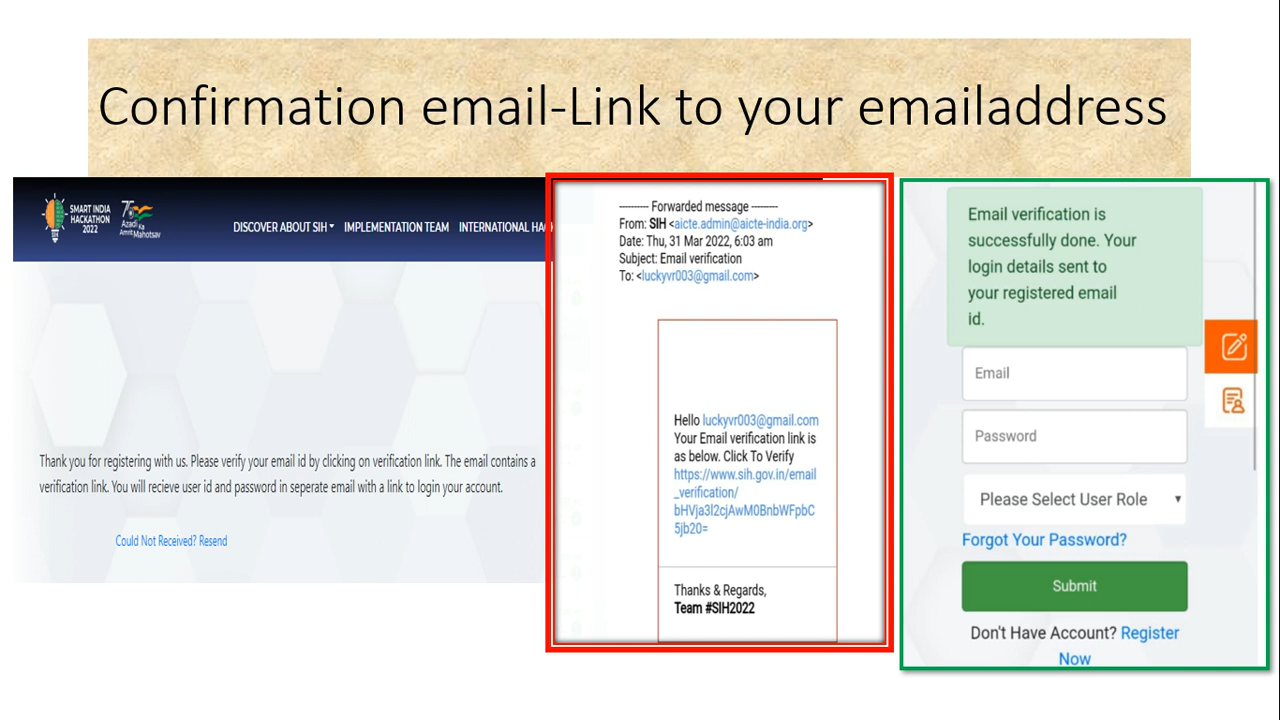 Confirmation email-Link to your emailaddress
SMART INDIA
HACKATHON
2022
75
Azadi Ka
Amrit Mahotsav
DISCOVER ABOUT SIH
IMPLEMENTATION TEAM
INTERNATIONAL HAC
Thank you for registering with us. Please verify your email id by clicking on verification link. The email contains a
verification link. You will recieve user id and password in seperate email with a link to login your account.
Could Not Received? Resend
---------- Forwarded message ---------
From: SIH <aicte.admin@aicte-india.org>
Date: Thu, 31 Mar 2022, 6:03 am
Subject: Email verification
To: <luckyvr003@gmail.com>
Hello luckyvr003@gmail.com
Your Email verification link is
as below. Click To Verify
https://www.sih.gov.in/email
_verification/
bHVja3l2cjAwM0BnbWFpbC
5jb20=
Thanks & Regards,
Team #SIH2022
Email verification is
successfully done. Your
login details sent to
your registered email
id.
Email
Password
Please Select User Role
Forgot Your Password?
Submit
Don't Have Account? Register
Now